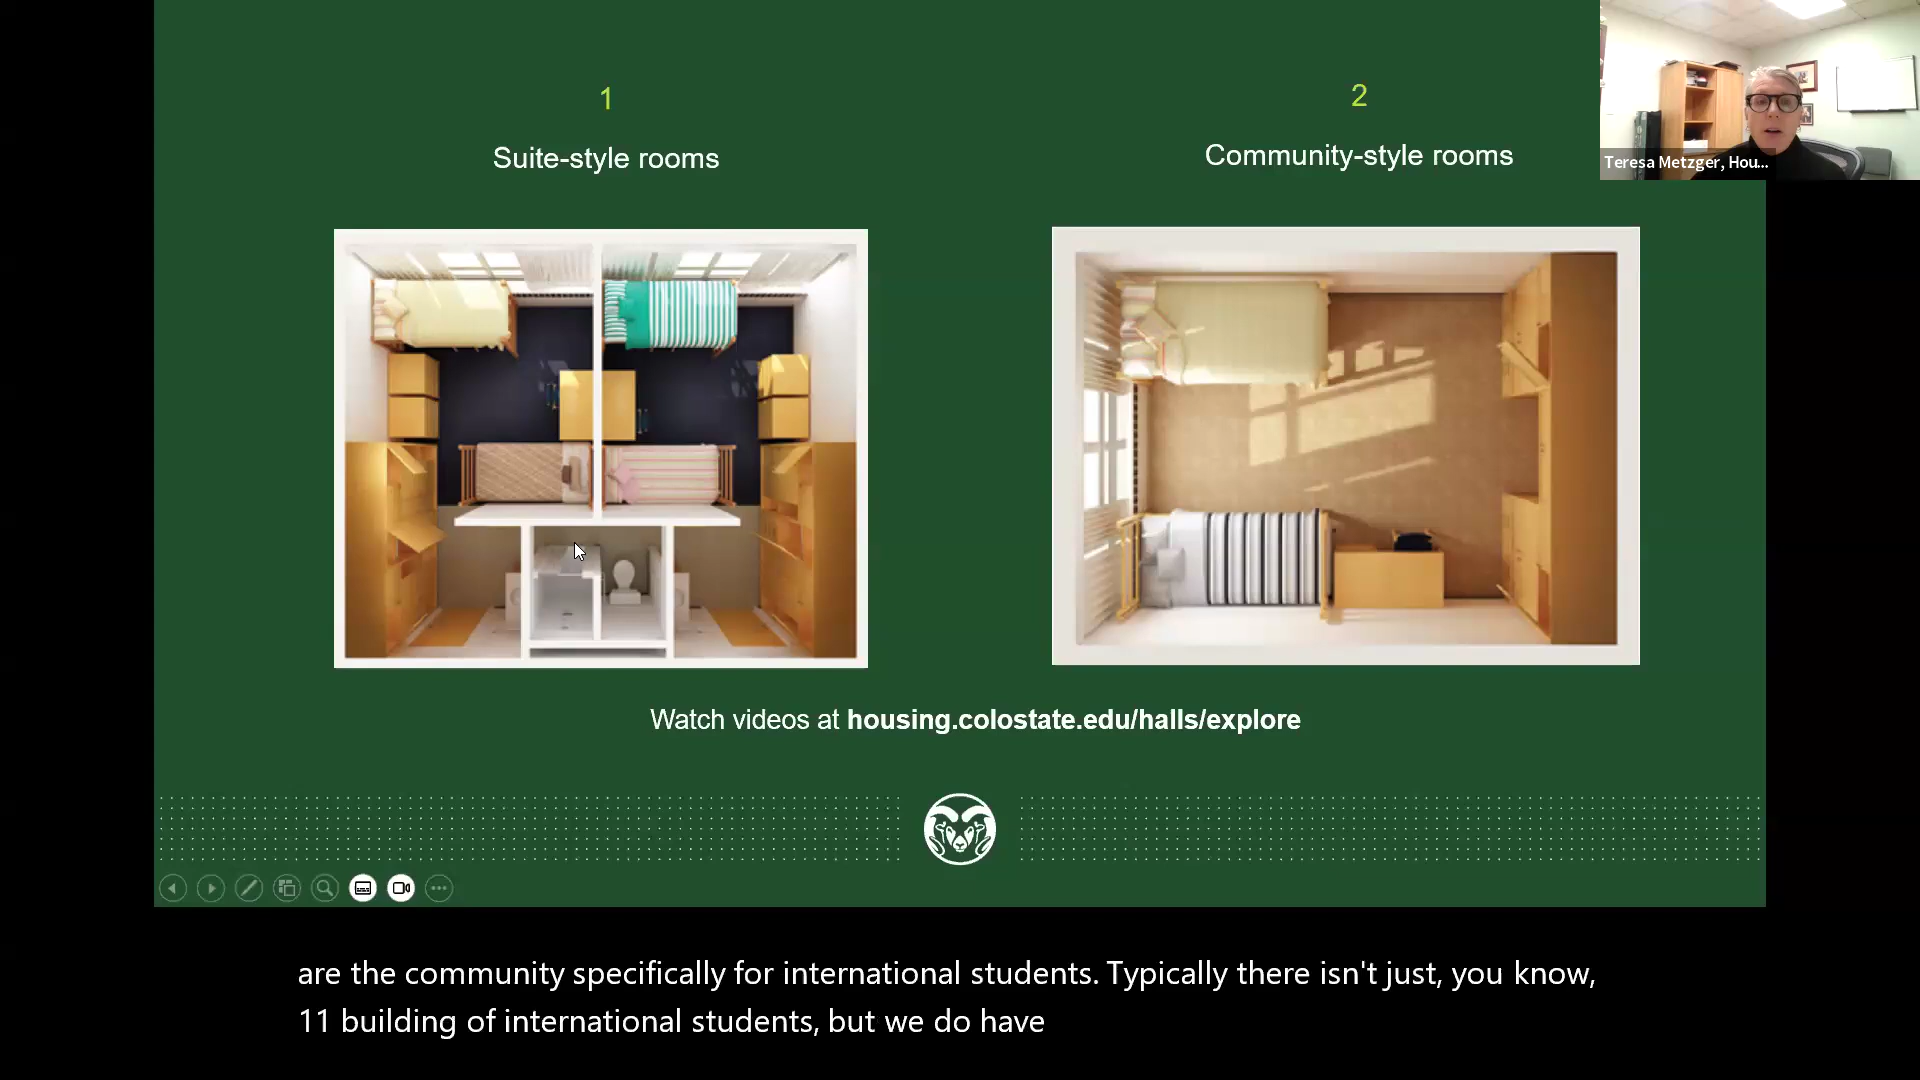 1
Suite-style rooms
2
Community-style rooms
Teresa Metzger, Hou...
Watch videos at housing.colostate.edu/halls/explore
are the community specifically for international students. Typically there isn't just, you know,
11 building of international students, but we do have